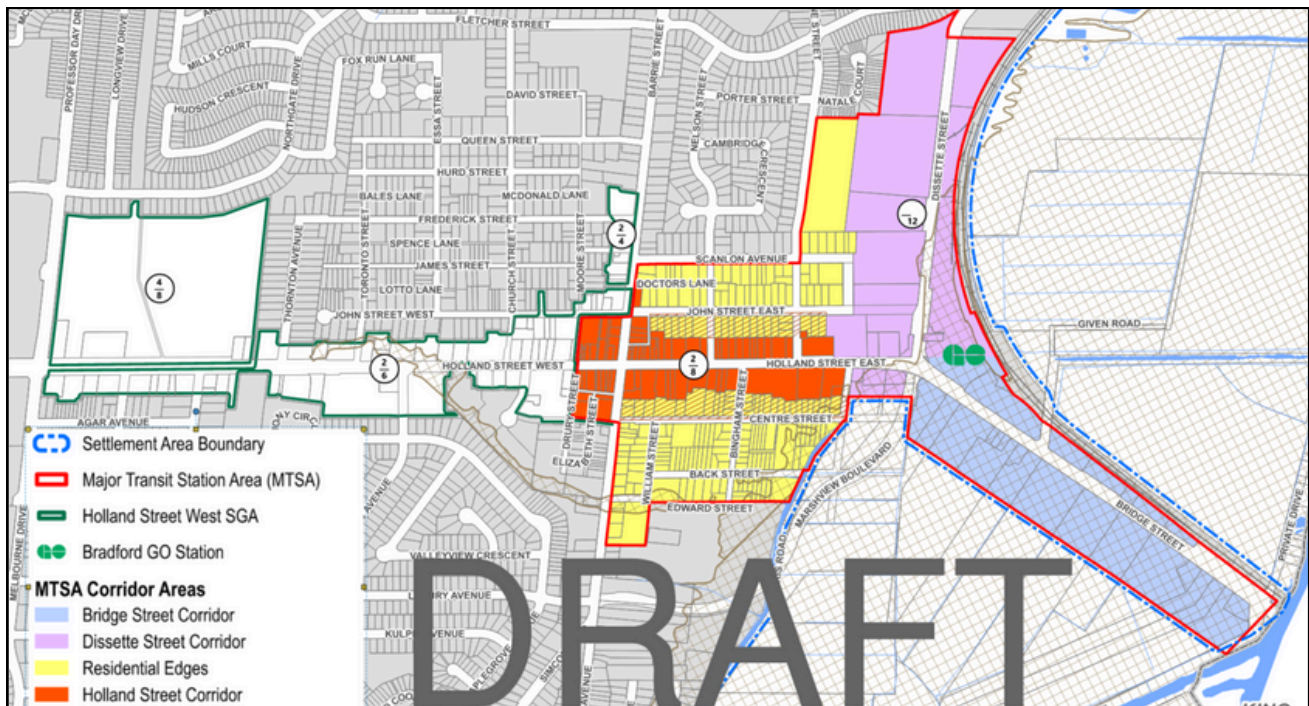 FLETCHER STREET
MILLS COURT
FOX RUN LANE
PROFESSOR DAY DRIVE
LONGVIEW DRIVE
NORTHGATE DRIVE
HUDSON CRESCENT
ESSA STREET
DAVID STREET
BARRIE STREET
NELSON STREET
PORTER STREET
NATALE COURT
QUEEN STREET
CAMBRIDGE CRESCENT
DISSETTE STREET
HURD STREET
BALES LANE
MCDONALD LANE
FREDERICK STREET
TORONTO STREET
CHURCH STREET
MOORE STREET
THORNTON AVENUE
SPENCE LANE
JAMES STREET
LOTTO LANE
JOHN STREET WEST
2
4
12
SCANLON AVENUE
DOCTORS LANE
4
8
JOHN STREET EAST
GIVEN ROAD
HOLLAND STREET WEST
2
6
2
8
HOLLAND STREET EAST
GO
DRURY STREET
BETH STREET
ELIZA
AGAR AVENUE
CENTRE STREET
WILLIAM STREET
BINGHAM STREET
BACK STREET
EDWARD STREET
MARSHVIEW BOULEVARD
BRIDGE STREET
PRIVATE DRIVE
MELBOURNE DRIVE
AVENUE
VALLEYVIEW CRESCENT
AVENUE
AVENUE
AVENUE
Settlement Area Boundary
Major Transit Station Area (MTSA)
Holland Street West SGA
GO Bradford GO Station
MTSA Corridor Areas
Bridge Street Corridor
Dissette Street Corridor
Residential Edges
Holland Street Corridor
DRAFT